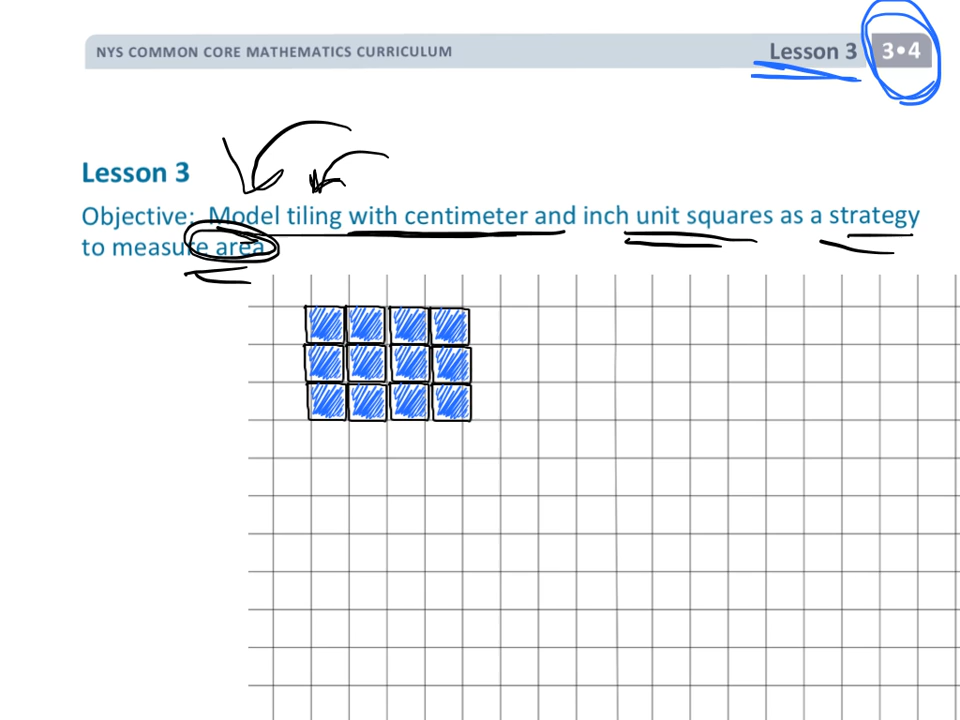 NYS COMMON CORE MATHEMATICS CURRICULUM Lesson 3 3•4
Lesson 3
Objective: Model tiling with centimeter and inch unit squares as a strategy
to measure area.